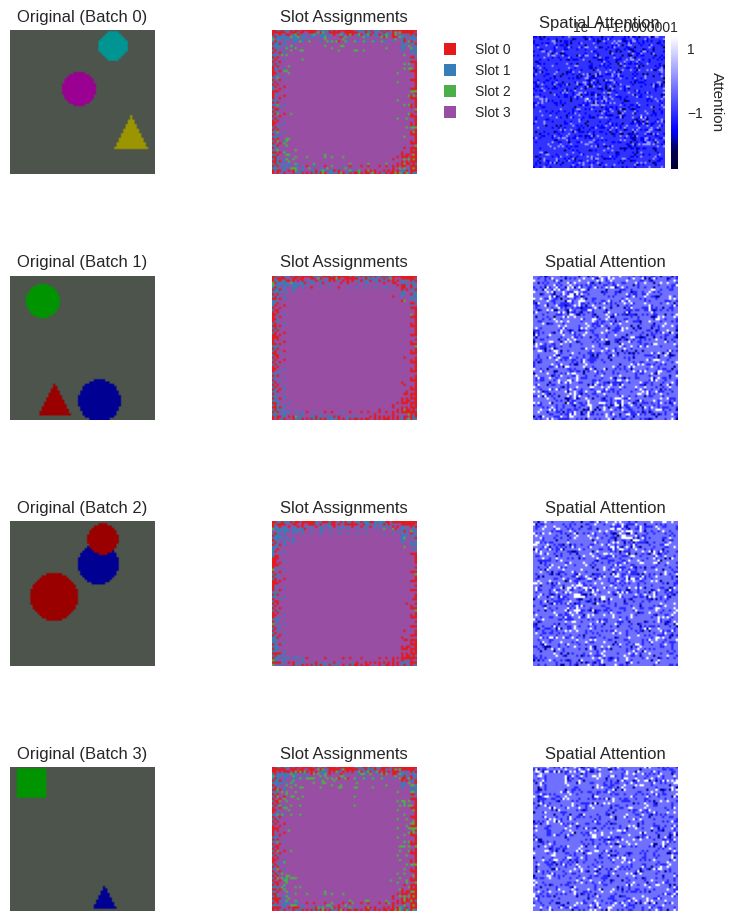 Original (Batch 0)
Slot Assignments
Slot 0
Slot 1
Slot 2
Slot 3
Spatial Attention
1e−7+1.0000001
1
−1
Attention
Original (Batch 1)
Slot Assignments
Spatial Attention
Original (Batch 2)
Slot Assignments
Spatial Attention
Original (Batch 3)
Slot Assignments
Spatial Attention